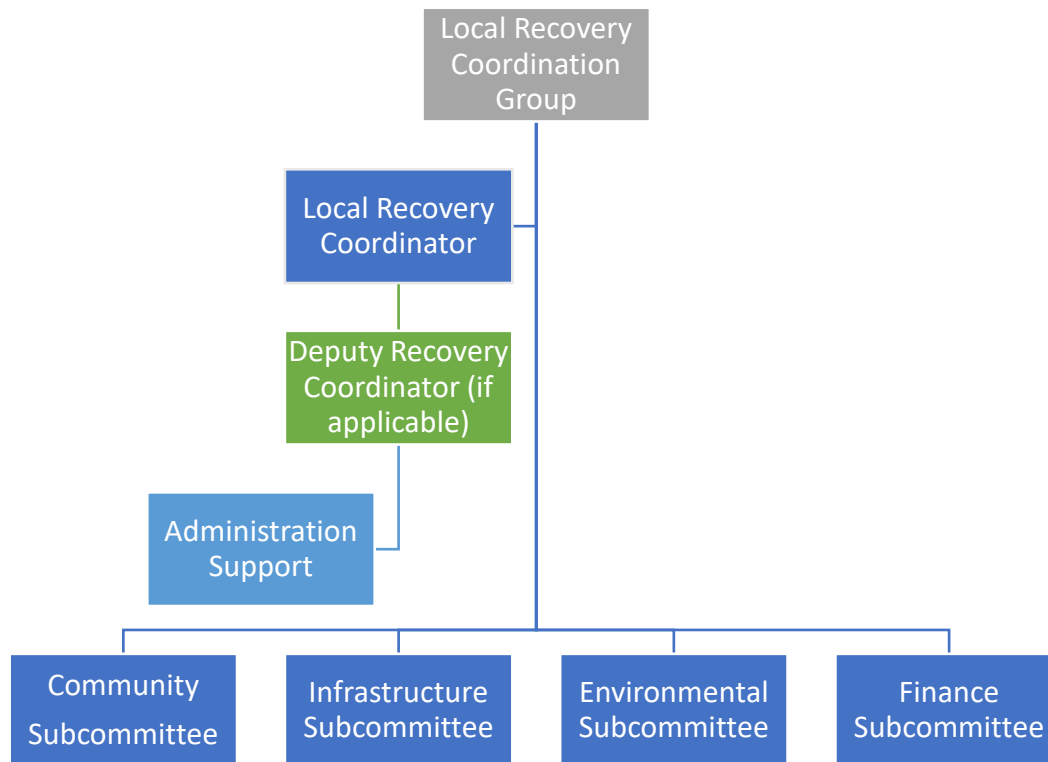 Local Recovery
Coordination
Group
Local Recovery
Coordinator
Deputy Recovery
Coordinator (if
applicable)
Administration
Support
Community
Subcommittee
Infrastructure
Subcommittee
Environmental
Subcommittee
Finance
Subcommittee